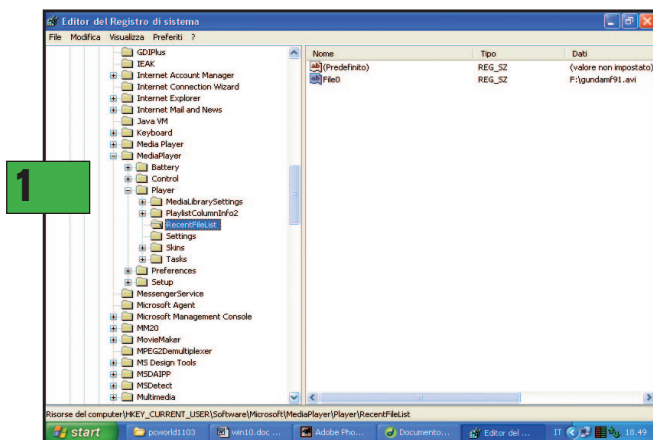 Editor del Registro di sistema
File Modifica Visualizza Preferiti ?
GDIPlus
IEAK
Internet Account Manager
Internet Connection Wizard
Internet Explorer
Internet Mail and News
Java VM
Keyboard
Media Player
MediaPlayer
Battery
Control
Player
MediaLibrarySettings
PlaylistColumnInfo2
RecentFileList
Settings
Skins
Tasks
Preferences
Setup
MessengerService
Microsoft Agent
Microsoft Management Console
MM20
MovieMaker
MPEG2Demultiplexer
MS Design Tools
MSDAIPP
MSDetect
Multimedia
Nome Tipo Dati
(Predefinito) REG_SZ (valore non impostato)
File0 REG_SZ F:\gundamf91.avi
1
Risorse del computer\HKEY_CURRENT_USER\Software\Microsoft\MediaPlayer\Player\RecentFileList
start pcworld1103 win10.doc ... Adobe Pho... Documento... Editor del ... IT 18.49